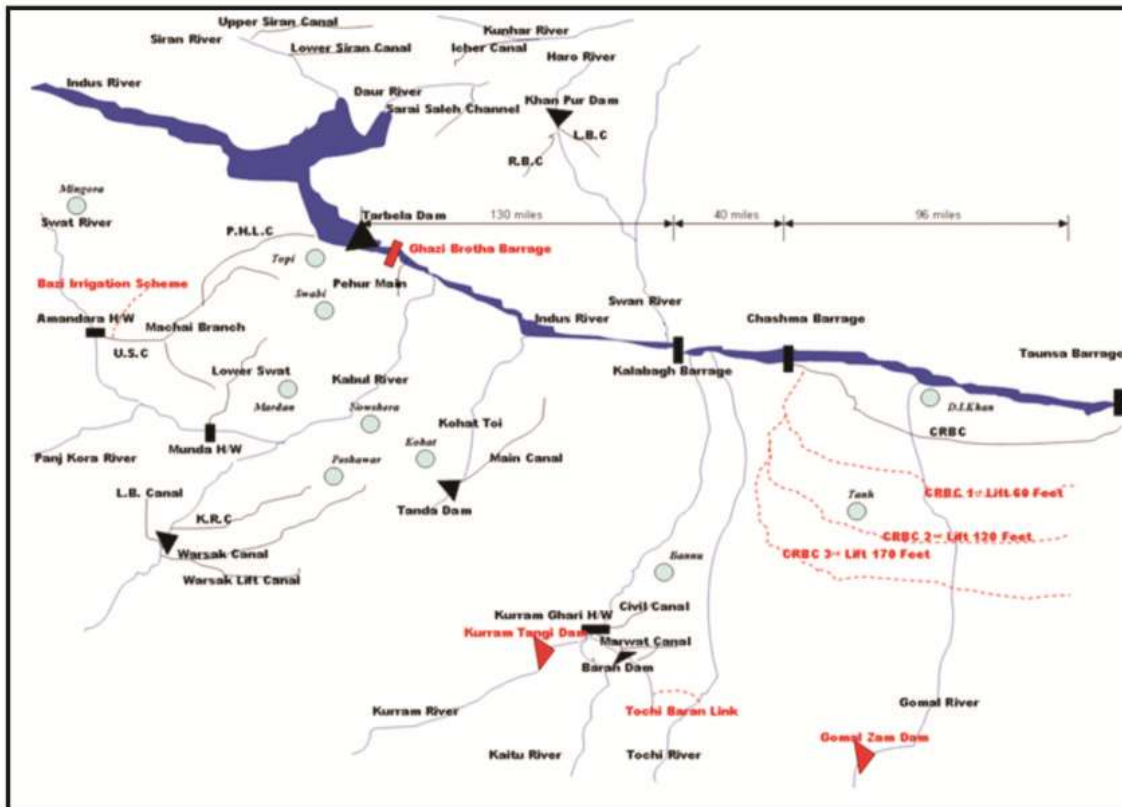 Upper Siran Canal
Kunhar River
Siran River
Lower Siran Canal
Icher Canal
Haro River
Indus River
Daur River
Sarai Saleh Channel
Khan Pur Dam
L.B.C
R.B.C
Mingora
Swat River
P.H.L.C
Tarbela Dam
130 miles
40 miles
96 miles
Ghazi Brotha Barrage
Topi
Pehur Main
Bazi Irrigation Scheme
Swabi
Swan River
Amandara H/W
Machai Branch
Indus River
Chashma Barrage
U.S.C
Taunsa Barrage
Kalabagh Barrage
Lower Swat
Kabul River
Mardan
Nowshera
D.I.Khan
Kohat Toi
CRBC
Munda H/W
Kohat
Panj Kora River
Main Canal
Peshawar
L.B. Canal
CRBC 1st Lift 60 Feet
Tank
K.R.C
Tanda Dam
CRBC 2nd Lift 120 Feet
Warsak Canal
CRBC 3rd Lift 170 Feet
Warsak Lift Canal
Bannu
Civil Canal
Kurram Ghari H/W
Kurram Tangi Dam
Marwat Canal
Baran Dam
Gomal River
Kurram River
Tochi Baran Link
Gomal Zam Dam
Kaitu River
Tochi River